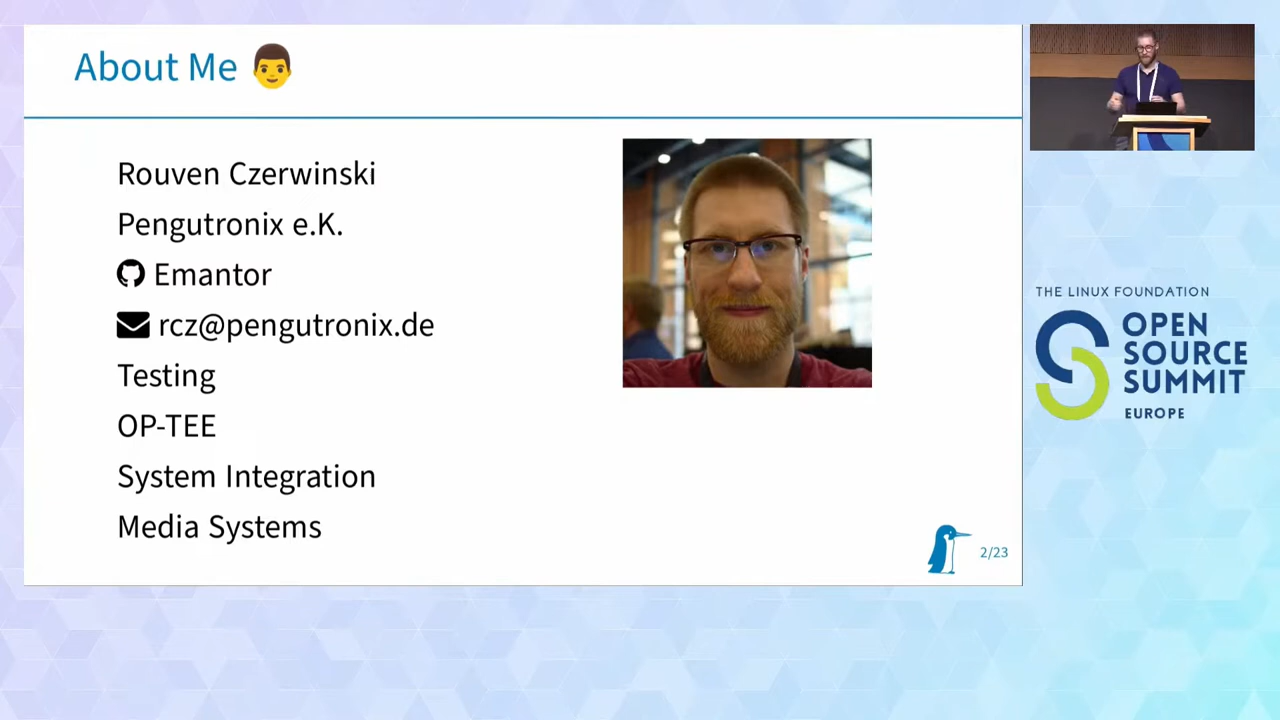 About Me
Rouven Czerwinski
Pengutronix e.K.
Emantor
rcz@pengutronix.de
Testing
OP-TEE
System Integration
Media Systems
2/23
THE LINUX FOUNDATION
OPEN
SOURCE
SUMMIT
EUROPE